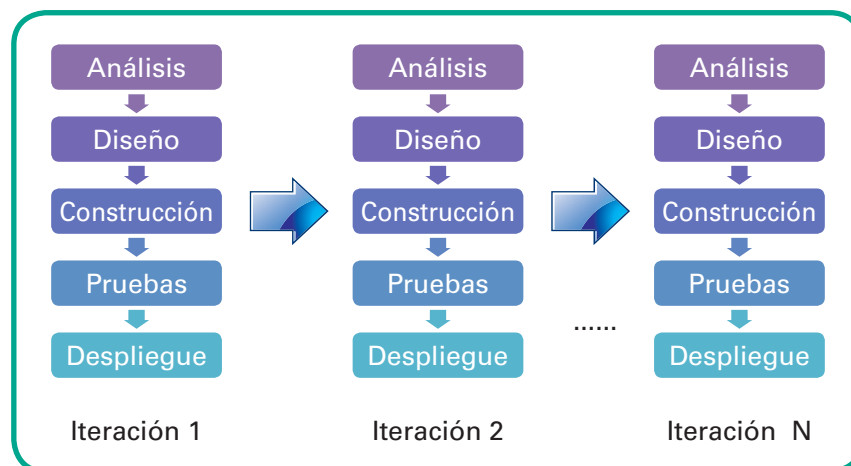 Análisis
Diseño
Construcción
Pruebas
Despliegue
Iteración 1
Análisis
Diseño
Construcción
Pruebas
Despliegue
Iteración 2
......
Análisis
Diseño
Construcción
Pruebas
Despliegue
Iteración N